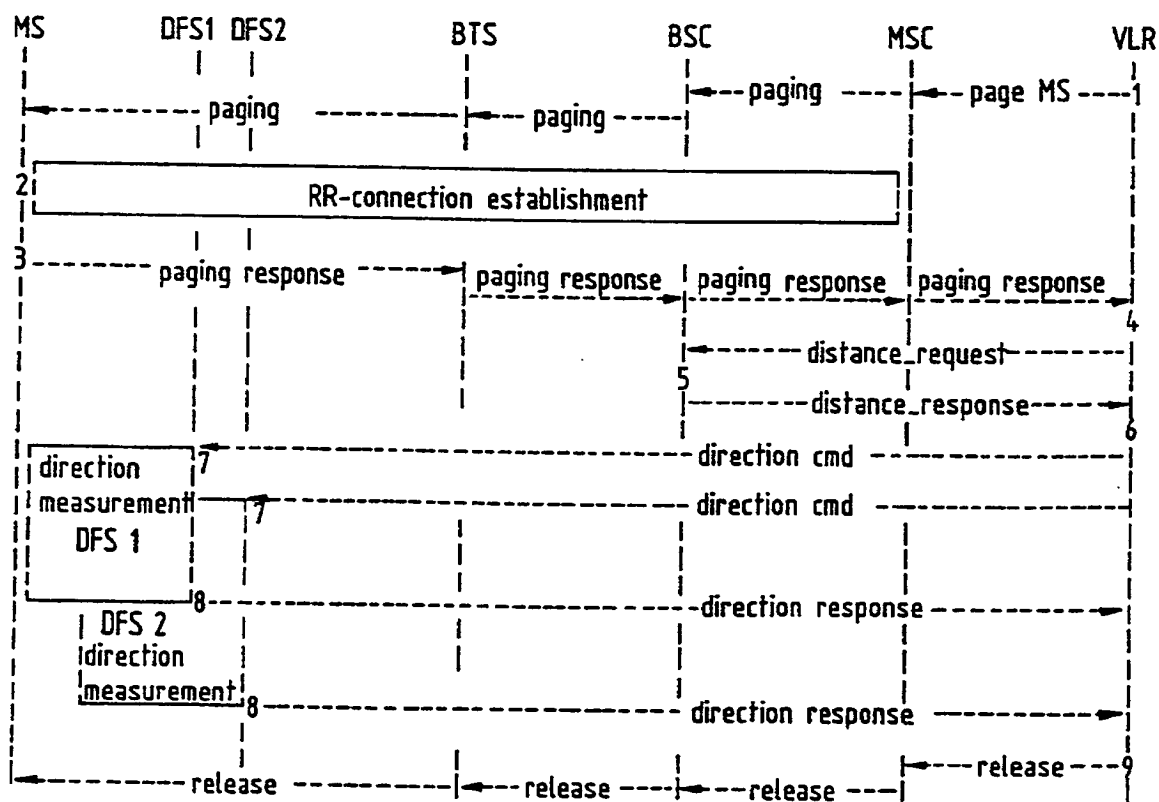 MS DFS1 DFS2 BTS BSC MSC VLR
paging page MS 1
paging paging
2 RR-connection establishment
3
paging response paging response paging response paging response
4
distance_request
5
distance_response
6
7 direction cmd
direction
measurement 7 direction cmd
DFS 1
8 direction response
DFS 2
direction
measurement
8 direction response
release release release release 9